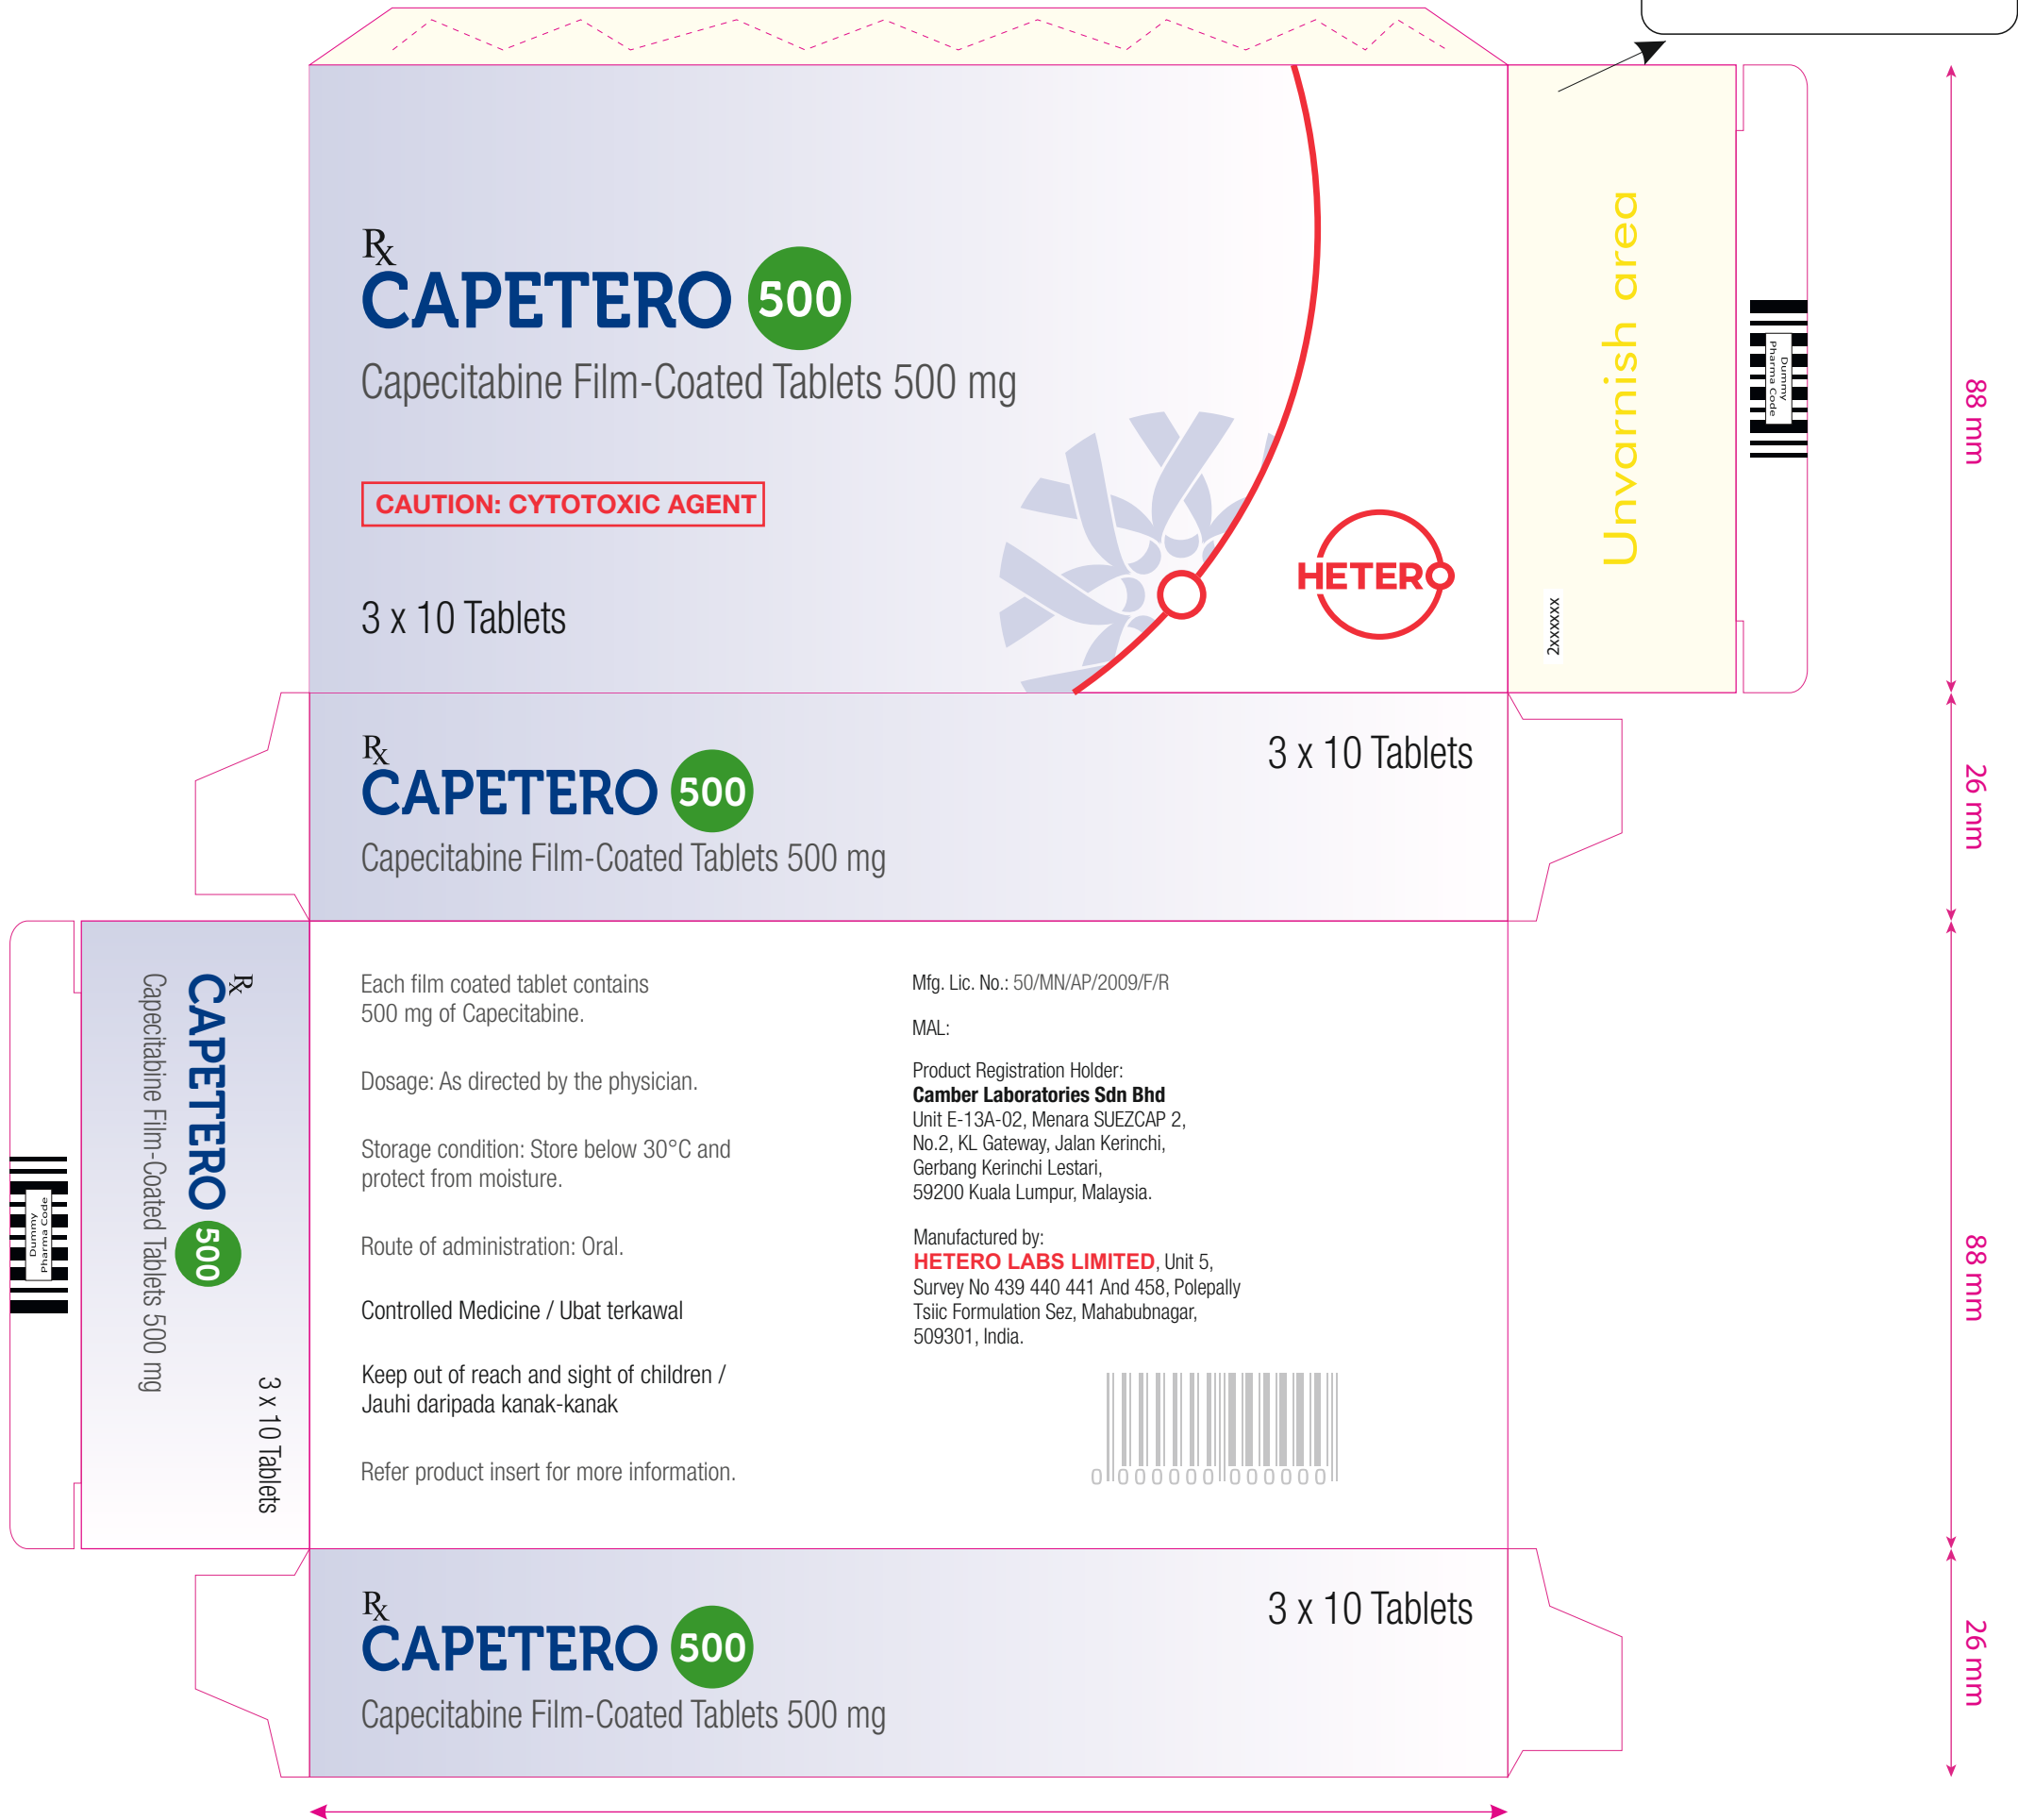 Rx
CAPETERO 500
Capecitabine Film-Coated Tablets 500 mg
CAUTION: CYTOTOXIC AGENT
3 x 10 Tablets
HETERO
Unvarnish area
2xxxxxx
Dummy
Pharma Code
88 mm
Rx
CAPETERO 500
Capecitabine Film-Coated Tablets 500 mg
3 x 10 Tablets
26 mm
Rx
CAPETERO 500
Capecitabine Film-Coated Tablets 500 mg
3 x 10 Tablets
Dummy
Pharma Code
Each film coated tablet contains
500 mg of Capecitabine.
Dosage: As directed by the physician.
Storage condition: Store below 30°C and
protect from moisture.
Route of administration: Oral.
Controlled Medicine / Ubat terkawal
Keep out of reach and sight of children /
Jauhi daripada kanak-kanak
Refer product insert for more information.
Mfg. Lic. No.: 50/MN/AP/2009/F/R
MAL:
Product Registration Holder:
Camber Laboratories Sdn Bhd
Unit E-13A-02, Menara SUEZCAP 2,
No.2, KL Gateway, Jalan Kerinchi,
Gerbang Kerinchi Lestari,
59200 Kuala Lumpur, Malaysia.
Manufactured by:
HETERO LABS LIMITED, Unit 5,
Survey No 439 440 441 And 458, Polepally
Tsiic Formulation Sez, Mahabubnagar,
509301, India.
0 000000 000000
88 mm
Rx
CAPETERO 500
Capecitabine Film-Coated Tablets 500 mg
3 x 10 Tablets
26 mm